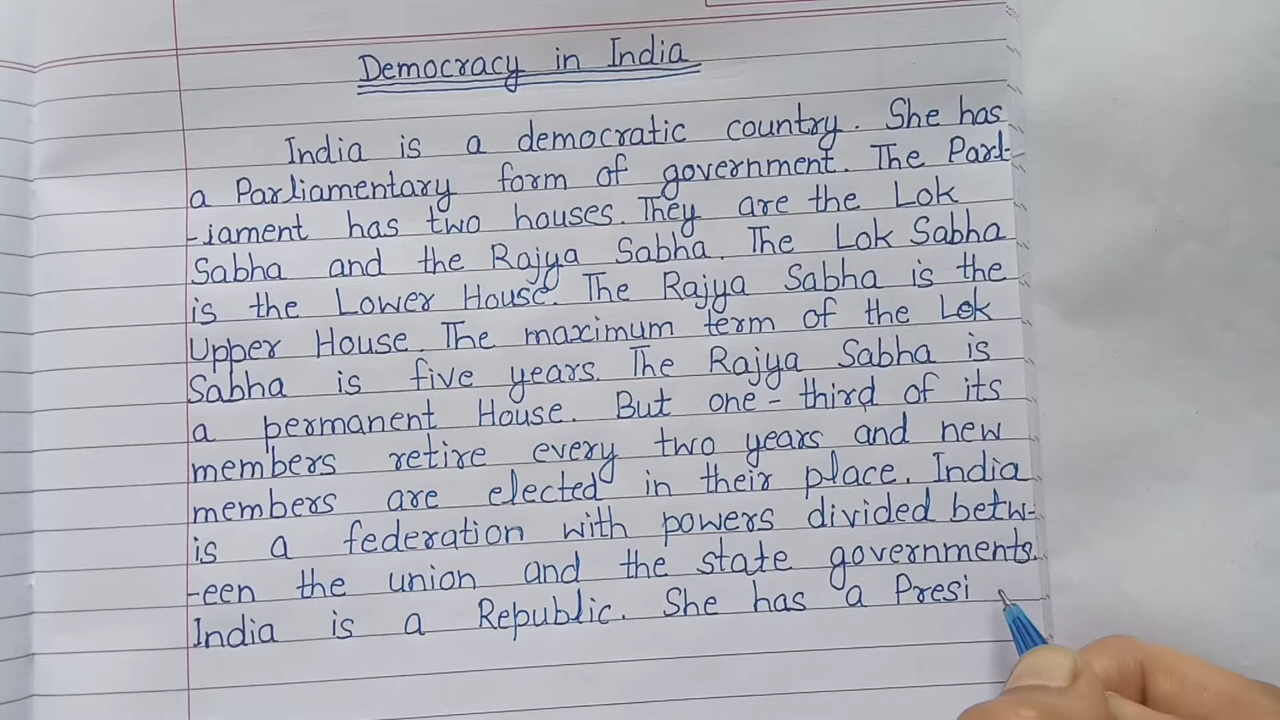 Democracy in India
India is a democratic country. She has
a Parliamentary form of government. The Parl-
-iament has two houses. They are the Lok
Sabha and the Rajya Sabha. The Lok Sabha
is the Lower House. The Rajya Sabha is the
Upper House. The maximum term of the Lok
Sabha is five years. The Rajya Sabha is
a permanent House. But one-third of its
members retire every two years and new
members are elected in their place. India
is a federation with powers divided betw-
-een the union and the state governments.
India is a Republic. She has a Presi